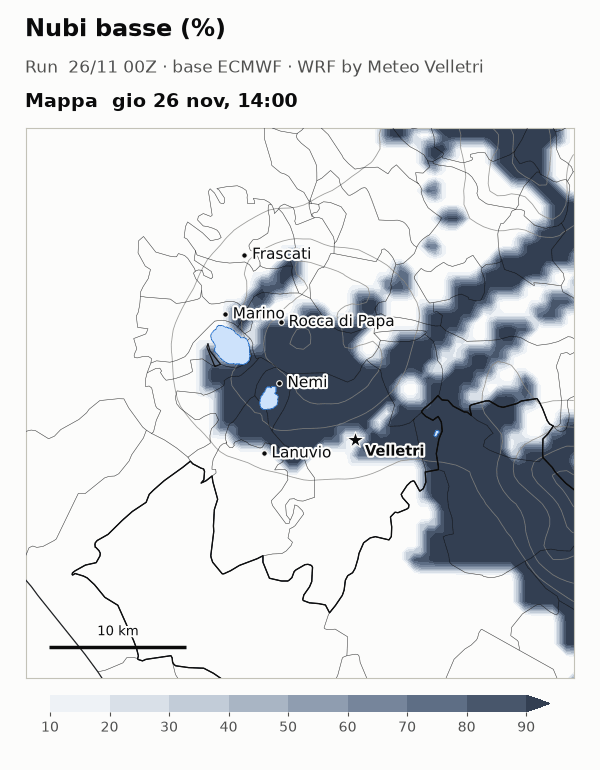 Nubi basse (%)
Run 26/11 00Z · base ECMWF · WRF by Meteo Velletri
Mappa gio 26 nov, 14:00
Frascati
Marino
Rocca di Papa
Nemi
Lanuvio
Velletri
10 km
10 20 30 40 50 60 70 80 90